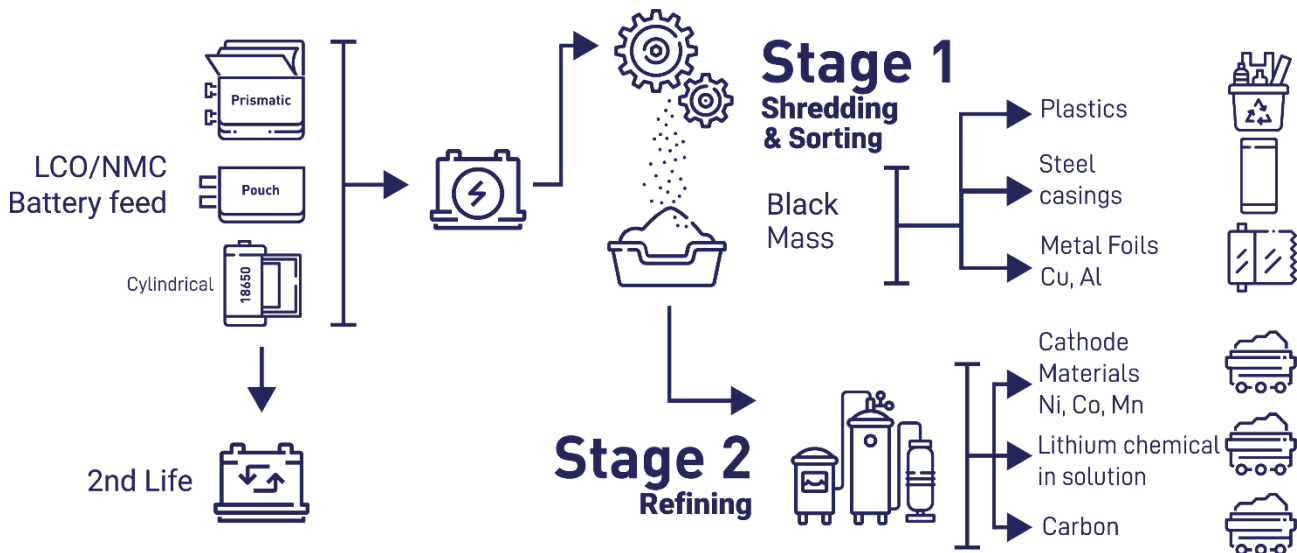 Prismatic
LCO/NMC
Battery feed
Pouch
Cylindrical
18650
2nd Life
Stage 1
Shredding
& Sorting
Black
Mass
Plastics
Steel
casings
Metal Foils
Cu, Al
Stage 2
Refining
Cathode
Materials
Ni, Co, Mn
Lithium chemical
in solution
Carbon